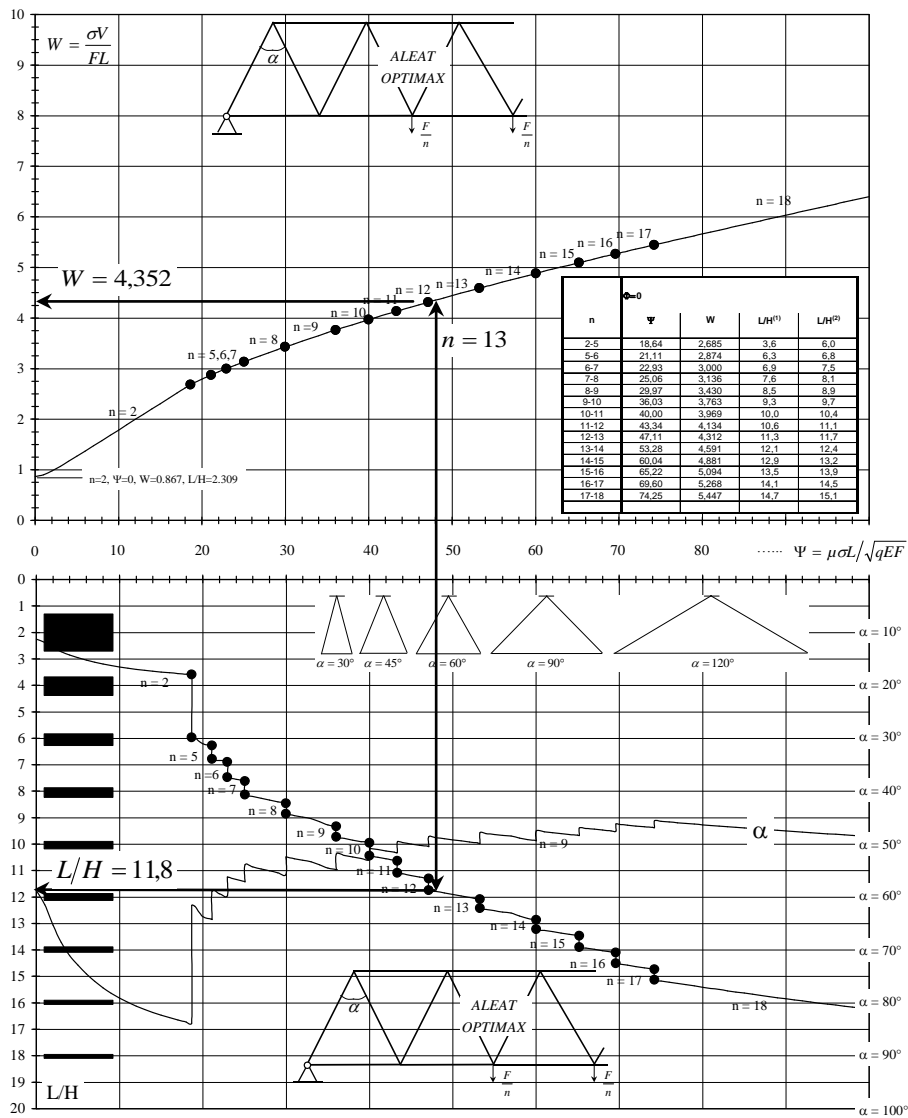 10
9
8
7
6
5
4
3
2
1
0
W = σV/FL
α
ALEAT
OPTIMAX
F/n
F/n
n = 18
n = 17
n = 16
n = 15
n = 14
n =13
n = 12
n = 11
n = 10
n =9
n = 8
n = 5,6,7
n = 2
W = 4,352
n = 13
n=2, Ψ=0, W=0.867, L/H=2.309
Φ=0
n Ψ W L/H(1) L/H(2)
2-5 18,64 2,685 3,6 6,0
5-6 21,11 2,874 6,3 6,8
6-7 22,93 3,000 6,9 7,5
7-8 25,06 3,136 7,6 8,1
8-9 29,97 3,430 8,5 8,9
9-10 36,03 3,763 9,3 9,7
10-11 40,00 3,969 10,0 10,4
11-12 43,34 4,134 10,6 11,1
12-13 47,11 4,312 11,3 11,7
13-14 53,28 4,591 12,1 12,4
14-15 60,04 4,881 12,9 13,2
15-16 65,22 5,094 13,5 13,9
16-17 69,60 5,268 14,1 14,5
17-18 74,25 5,447 14,7 15,1
0 10 20 30 40 50 60 70 80 ...... Ψ = μσL/√qEF
0
1
2
3
4
5
6
7
8
9
10
11
12
13
14
15
16
17
18
19
20
L/H
α = 30° α = 45° α = 60° α = 90° α = 120°
α = 10°
α = 20°
α = 30°
α = 40°
α = 50°
α = 60°
α = 70°
α = 80°
α = 90°
α = 100°
n = 2
n = 5
n =6
n = 7
n = 8
n = 9
n = 10
n = 11
n = 12
n = 13
n = 14
n = 15
n = 16
n = 17
n = 18
n = 9
α
L/H = 11,8
α
ALEAT
OPTIMAX
F/n
F/n